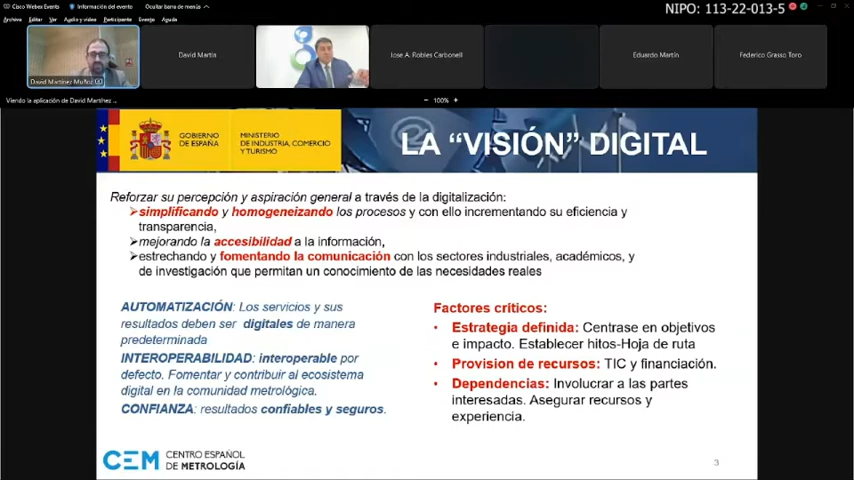 Cisco Webex Events
Información del evento
Ocultar barra de menús
NIPO: 113-22-013-5
Archivo Editar Ver Audio y vídeo Participante Evento Ayuda
David Martínez Muñoz
David Martín
Jose A. Robles Carbonell
Eduardo Martín
Federico Grasso Toro
Viendo la aplicación de David Martínez ...
100%
GOBIERNO
DE ESPAÑA
MINISTERIO
DE INDUSTRIA, COMERCIO
Y TURISMO
LA “VISIÓN” DIGITAL
Reforzar su percepción y aspiración general a través de la digitalización:
➢simplificando y homogeneizando los procesos y con ello incrementando su eficiencia y
transparencia,
➢mejorando la accesibilidad a la información,
➢estrechando y fomentando la comunicación con los sectores industriales, académicos, y
de investigación que permitan un conocimiento de las necesidades reales
AUTOMATIZACIÓN: Los servicios y sus
resultados deben ser digitales de manera
predeterminada
INTEROPERABILIDAD: interoperable por
defecto. Fomentar y contribuir al ecosistema
digital en la comunidad metrológica.
CONFIANZA: resultados confiables y seguros.
Factores críticos:
• Estrategia definida: Centrase en objetivos
e impacto. Establecer hitos-Hoja de ruta
• Provision de recursos: TIC y financiación.
• Dependencias: Involucrar a las partes
interesadas. Asegurar recursos y
experiencia.
CEM
CENTRO ESPAÑOL
DE METROLOGÍA
3